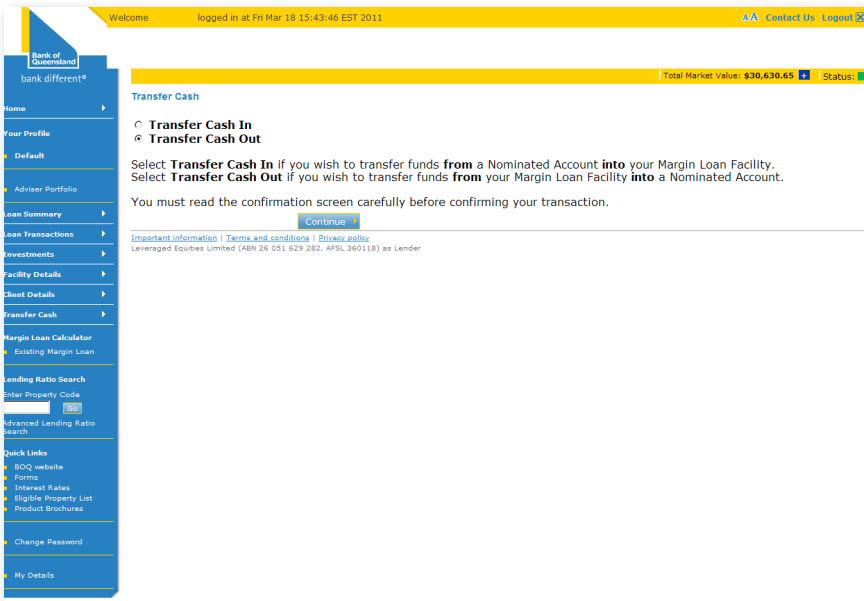 Welcome logged in at Fri Mar 18 15:43:46 EST 2011
AA Contact Us Logout
Bank of
Queensland
bank different®
Total Market Value: $30,630.65 + Status:
Home
Your Profile
Default
Adviser Portfolio
Loan Summary
Loan Transactions
Investments
Facility Details
Client Details
Transfer Cash
Margin Loan Calculator
Existing Margin Loan
Lending Ratio Search
Enter Property Code
Go
Advanced Lending Ratio
Search
Quick Links
BOQ website
Forms
Interest Rates
Eligible Property List
Product Brochures
Change Password
My Details
Transfer Cash
Transfer Cash In
Transfer Cash Out
Select Transfer Cash In if you wish to transfer funds from a Nominated Account into your Margin Loan Facility.
Select Transfer Cash Out if you wish to transfer funds from your Margin Loan Facility into a Nominated Account.
You must read the confirmation screen carefully before confirming your transaction.
Continue
Important information | Terms and conditions | Privacy policy
Leveraged Equities Limited (ABN 26 051 629 282, AFSL 360118) as Lender